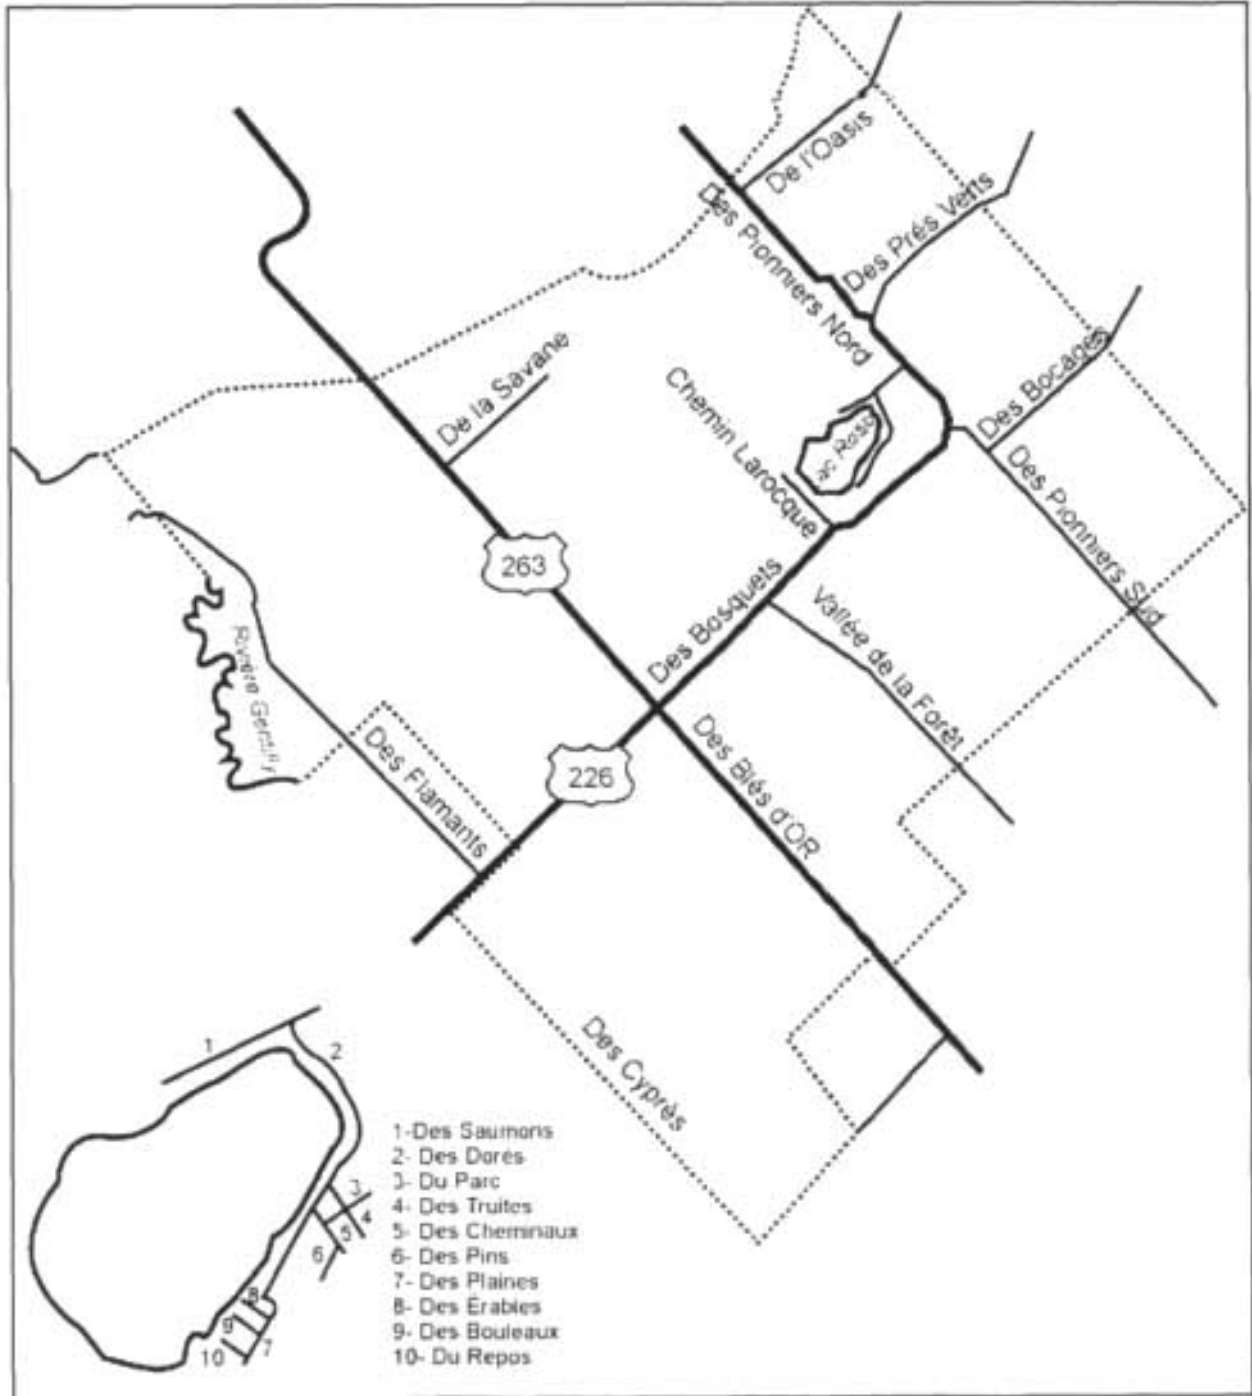 De l'Oasis
Des Prés Verts
Des Pionniers Nord
Des Bocages
De la Savane
Chemin Larocque
Des Pionniers Sud
263
Des Bosquets
Vallée de la Forêt
Rivière Gentilly
Des Flamants
226
Des Blés d'OR
Des Cyprès
1
2
3
4
5
6
7
8
9
10
1-Des Saumons
2- Des Dorés
3- Du Parc
4- Des Truites
5- Des Cheminaux
6- Des Pins
7- Des Plaines
8- Des Érables
9- Des Bouleaux
10- Du Repos